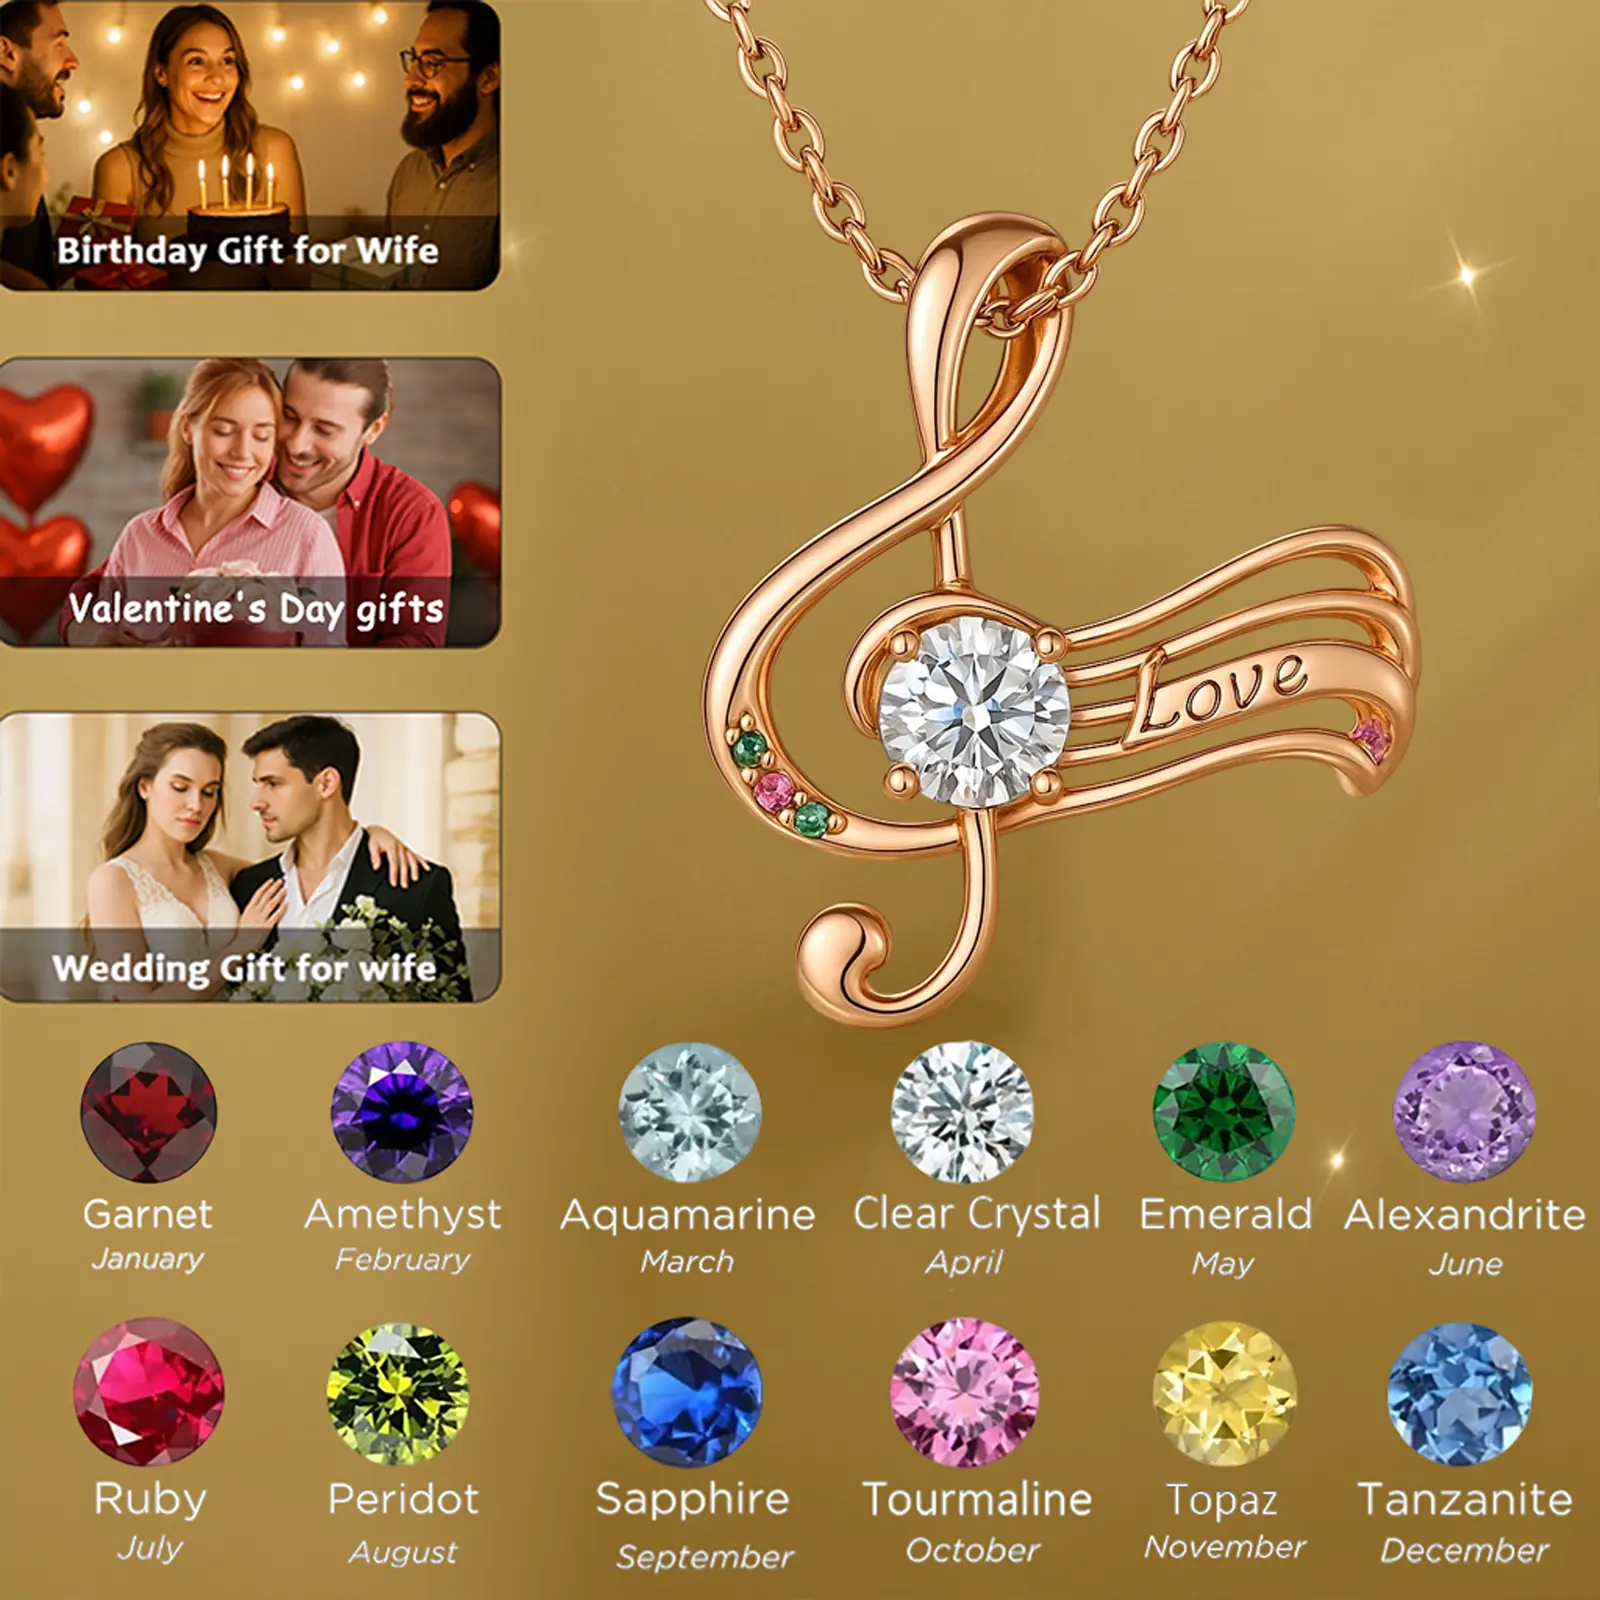 Birthday Gift for Wife
Valentine's Day gifts
Wedding Gift for wife
Love
Garnet
January
Amethyst
February
Aquamarine
March
Clear Crystal
April
Emerald
May
Alexandrite
June
Ruby
July
Peridot
August
Sapphire
September
Tourmaline
October
Topaz
November
Tanzanite
December